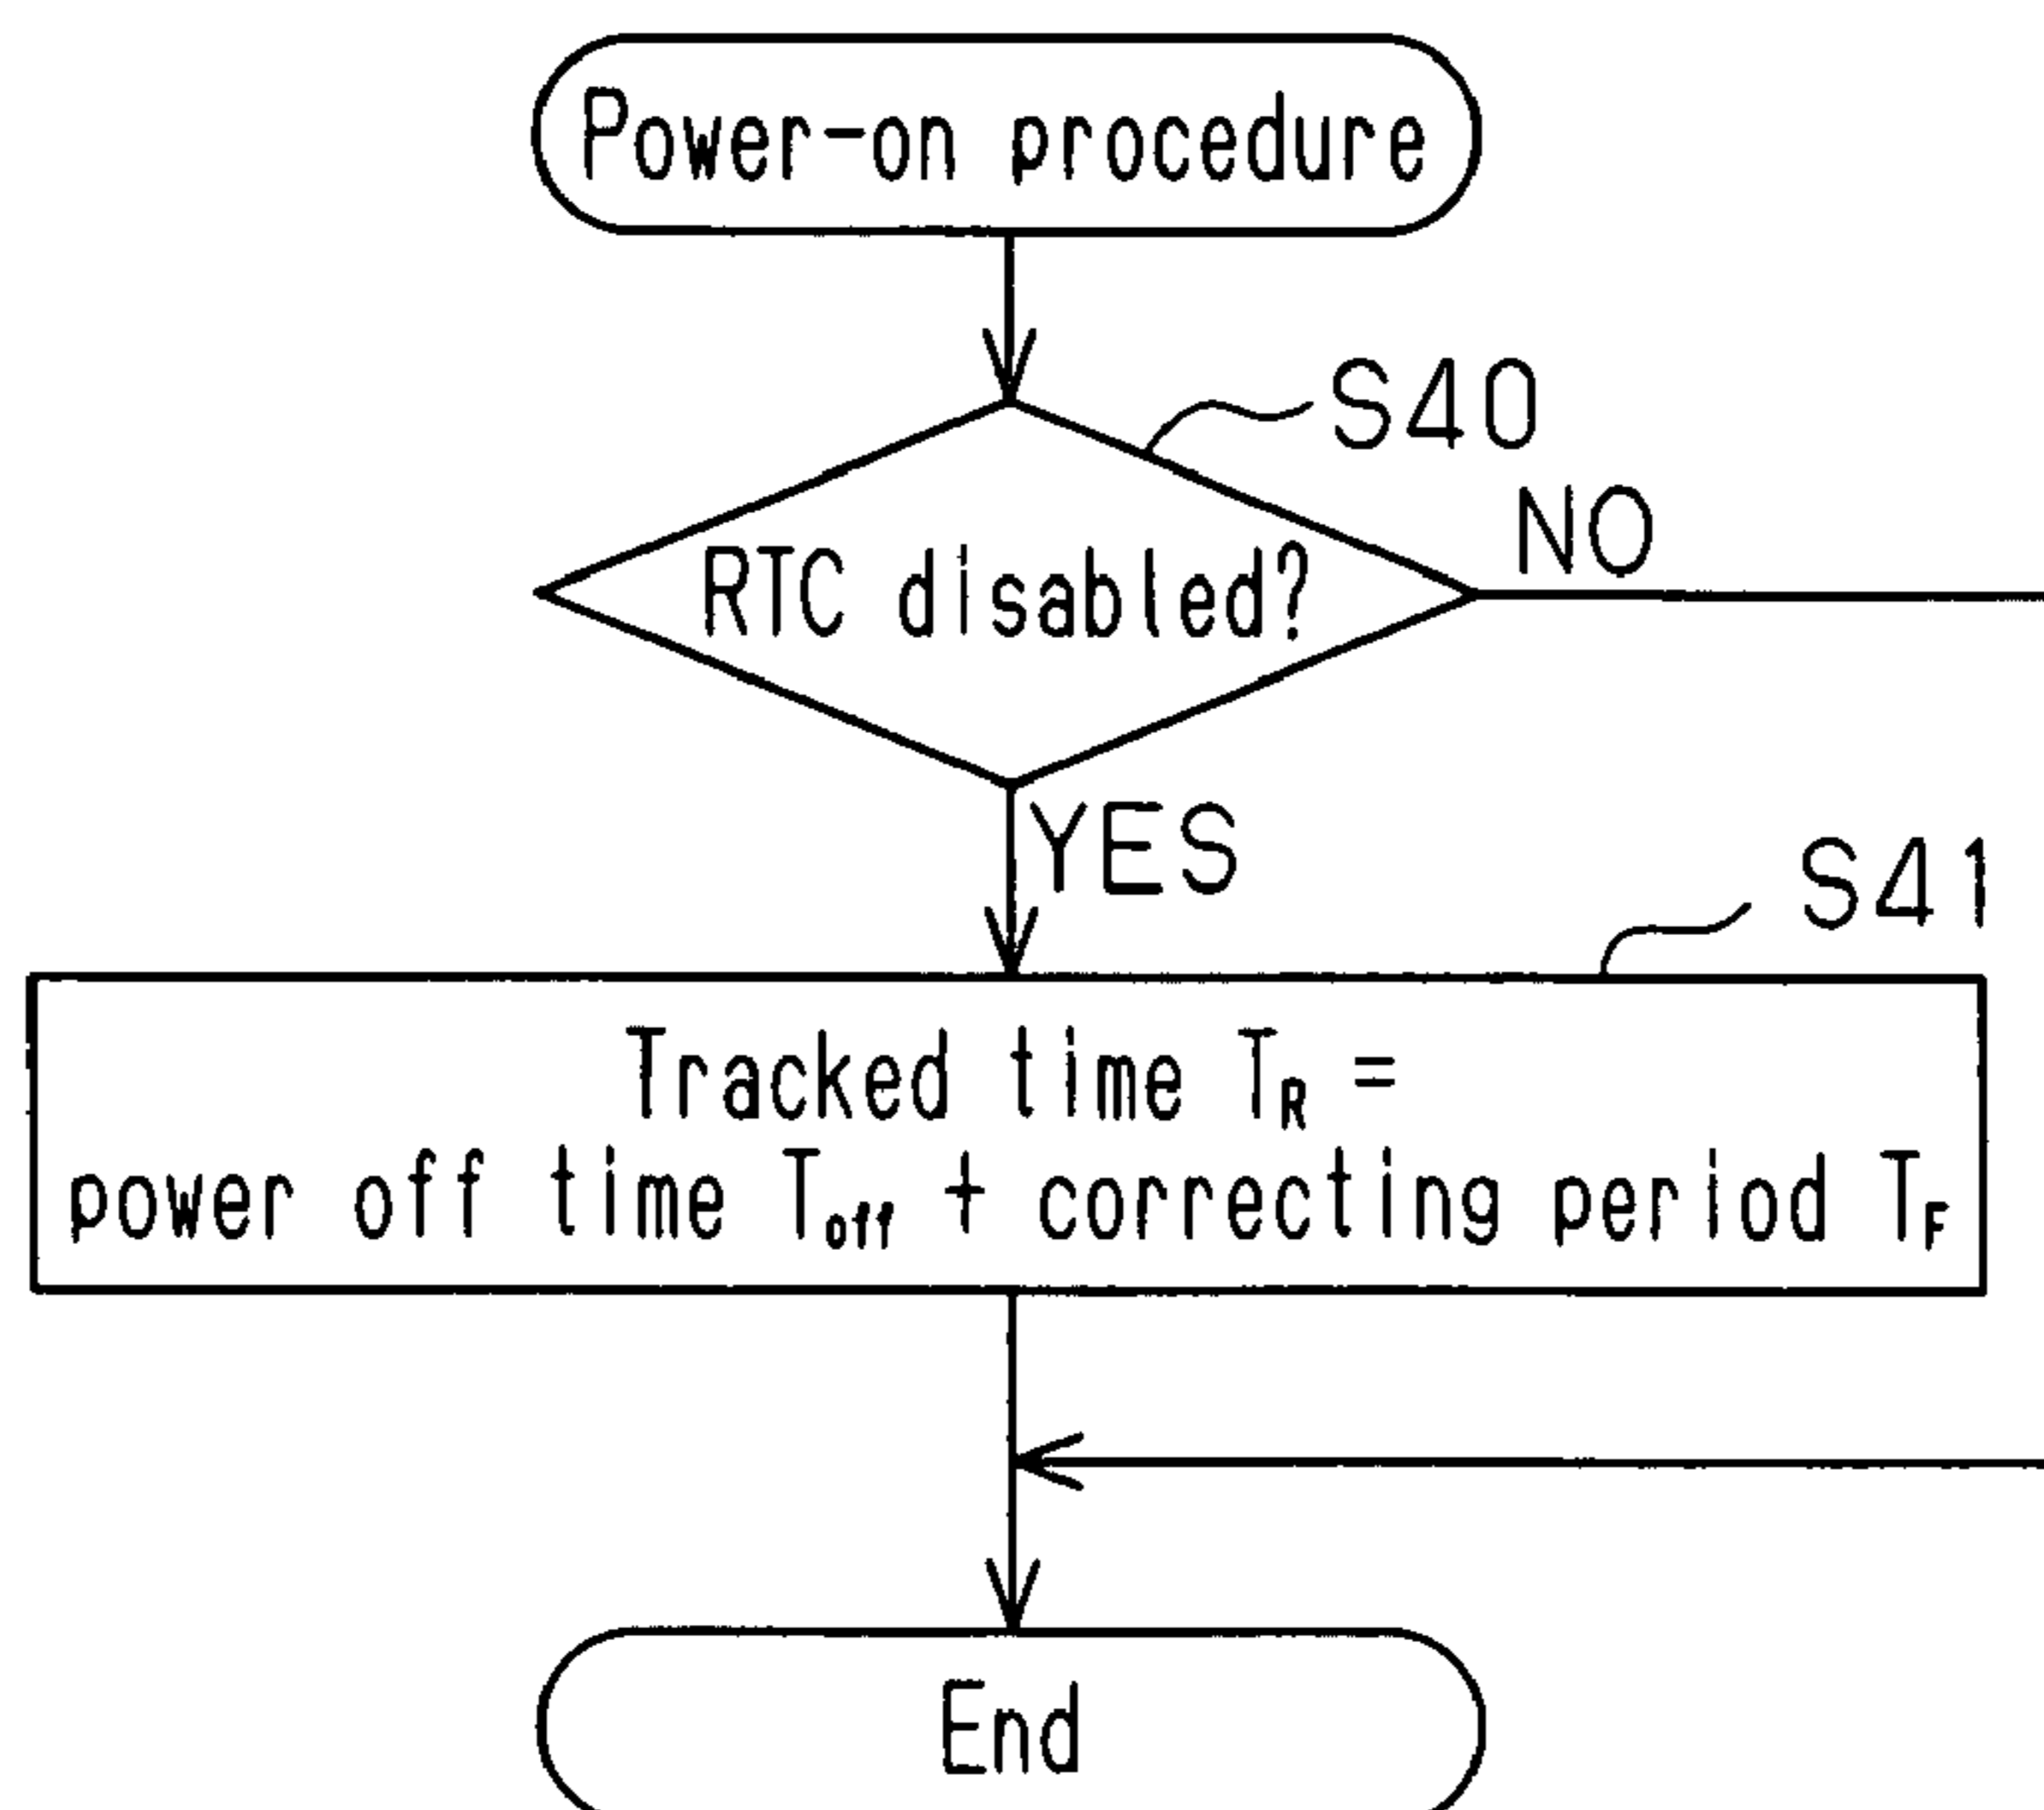 Power-on procedure
S40
RTC disabled?
NO
YES
S41
Tracked time T_R =
power off time T_off + correcting period T_F
End